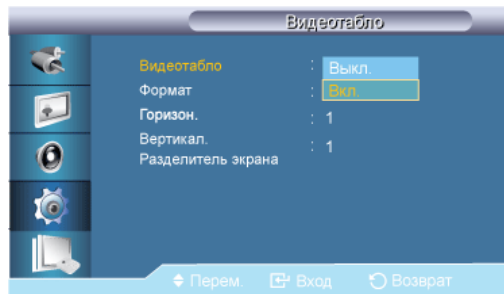 Видеотабло
Видеотабло : Выкл.
Формат : Вкл.
Горизон. : 1
Вертикал. : 1
Разделитель экрана
Перем. Вход Возврат